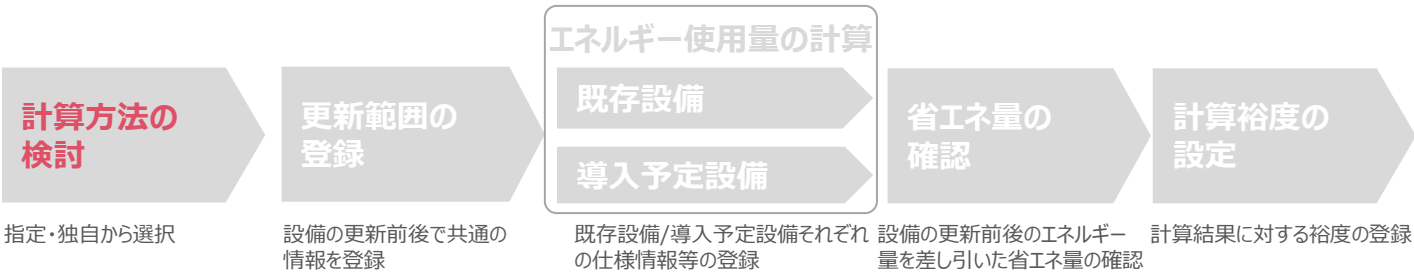 計算方法の
検討
指定・独自から選択
更新範囲の
登録
設備の更新前後で共通の
情報を登録
エネルギー使用量の計算
既存設備
導入予定設備
既存設備/導入予定設備それぞれ
の仕様情報等の登録
省エネ量の
確認
設備の更新前後のエネルギー
量を差し引いた省エネ量の確認
計算裕度の
設定
計算結果に対する裕度の登録